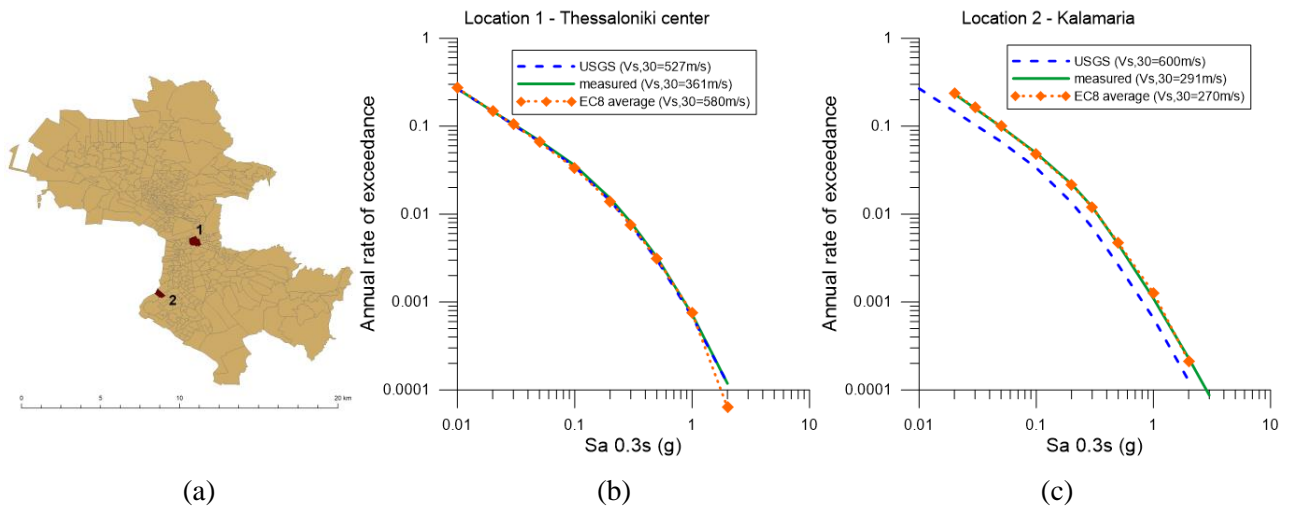 1
2
0
5
10
20 km
(a)
Location 1 - Thessaloniki center
USGS (Vs,30=527m/s)
measured (Vs,30=361m/s)
EC8 average (Vs,30=580m/s)
Annual rate of exceedance
1
0.1
0.01
0.001
0.0001
0.01
0.1
1
10
Sa 0.3s (g)
(b)
Location 2 - Kalamaria
USGS (Vs,30=600m/s)
measured (Vs,30=291m/s)
EC8 average (Vs,30=270m/s)
Annual rate of exceedance
1
0.1
0.01
0.001
0.0001
0.01
0.1
1
10
Sa 0.3s (g)
(c)